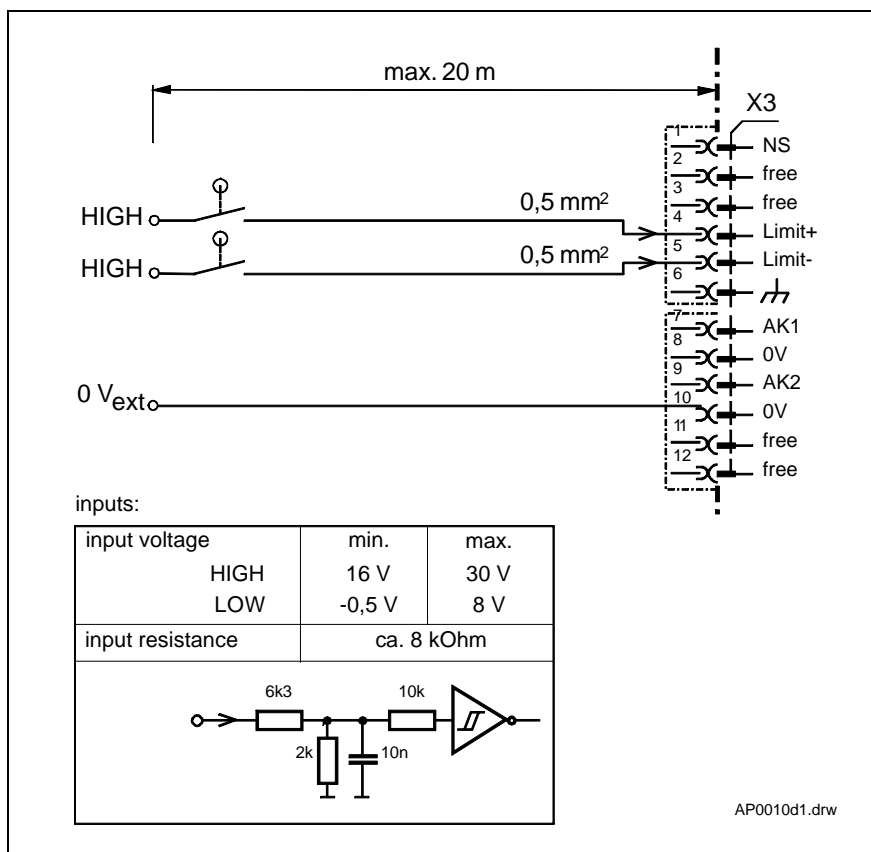 max. 20 m
X3
1
NS
2
free
3
free
HIGH
0,5 mm²
4
Limit+
HIGH
0,5 mm²
5
Limit-
6
7
AK1
8
0V
9
AK2
0 Vext
10
0V
11
free
12
free
inputs:
input voltage min. max.
HIGH 16 V 30 V
LOW -0,5 V 8 V
input resistance ca. 8 kOhm
6k3 10k
2k 10n
AP0010d1.drw